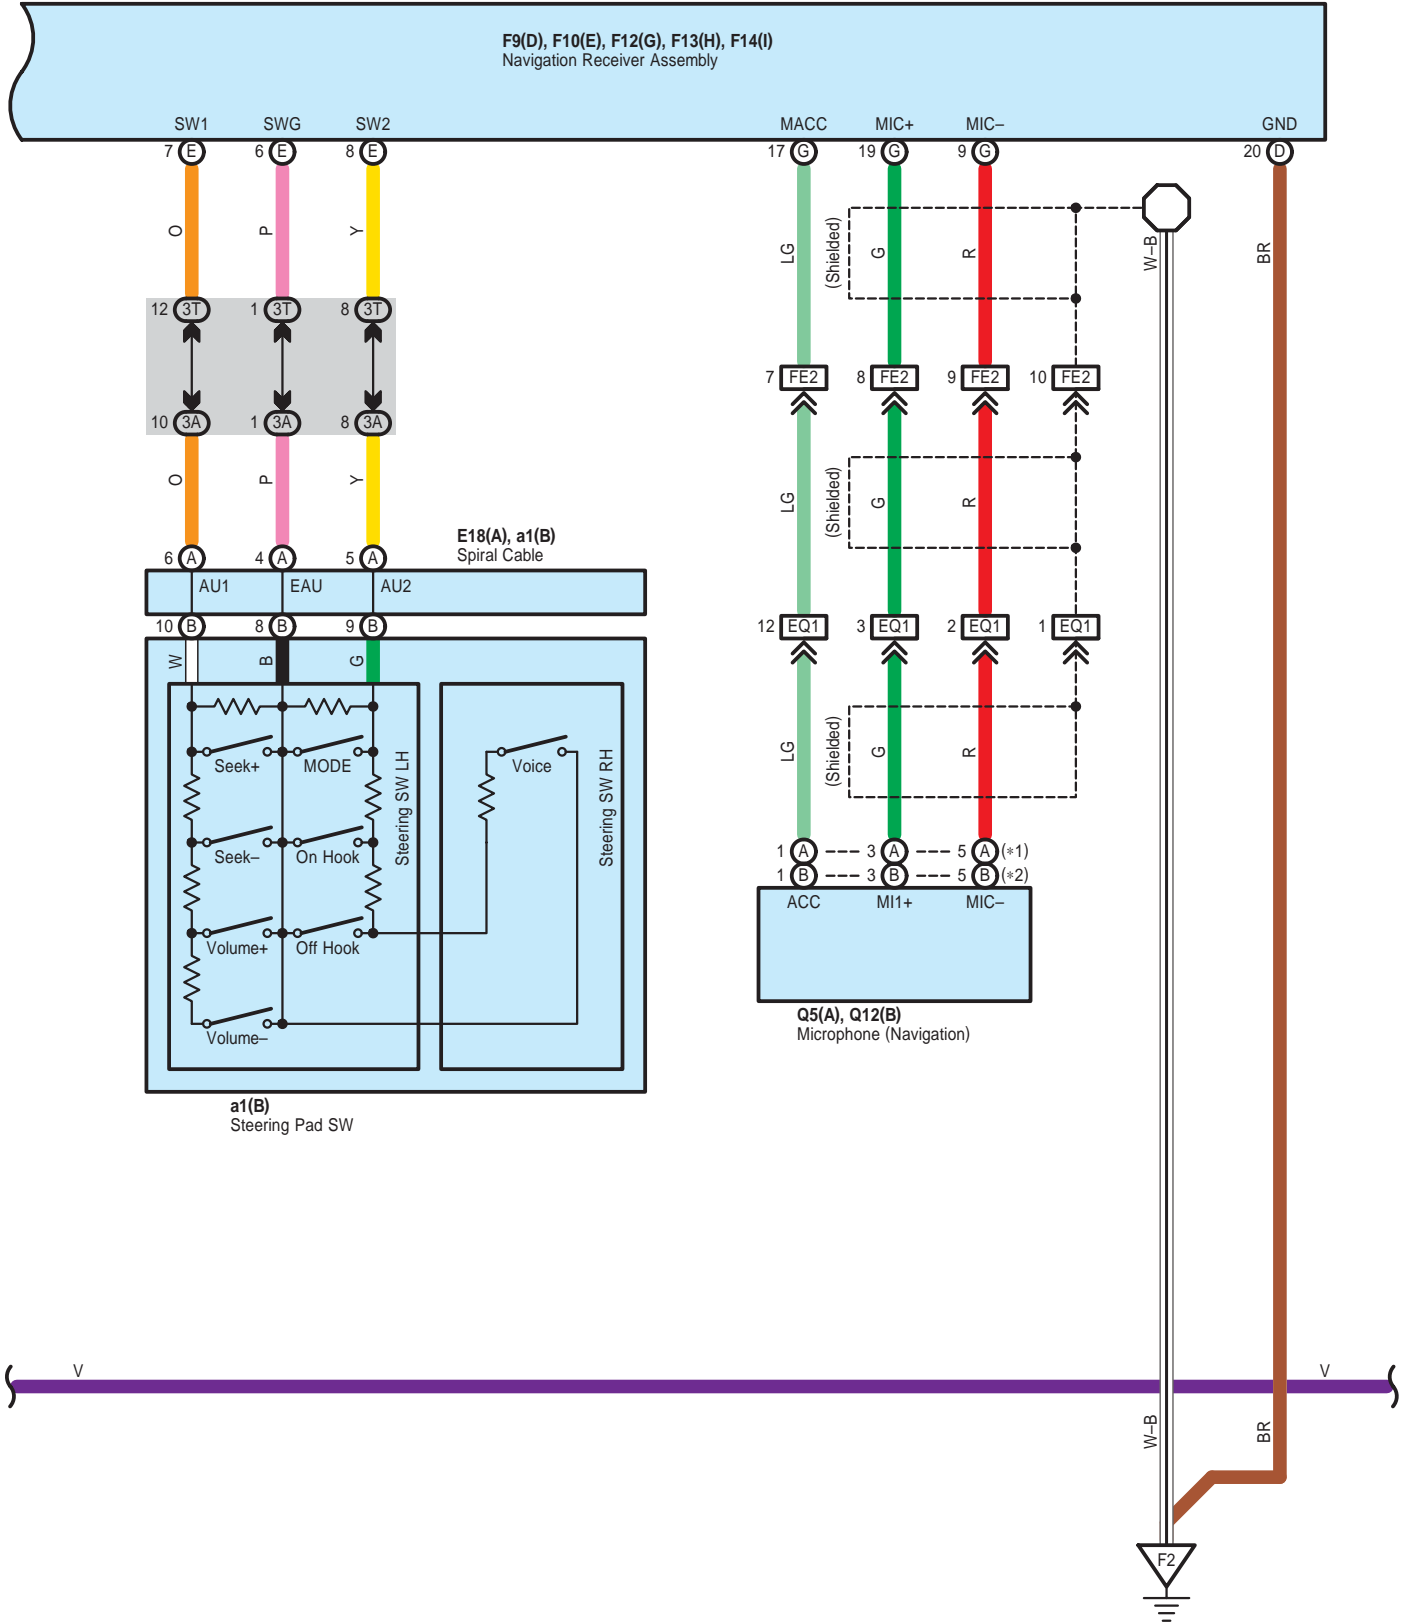 F9(D), F10(E), F12(G), F13(H), F14(I)
Navigation Receiver Assembly
SW1 SWG SW2 MACC MIC+ MIC– GND
7 E 6 E 8 E 17 G 19 G 9 G 20 D
O P Y LG (Shielded) G R W–B BR
12 3T 1 3T 8 3T
7 FE2 8 FE2 9 FE2 10 FE2
10 3A 1 3A 8 3A
O P Y LG (Shielded) G R
E18(A), a1(B)
Spiral Cable
6 A 4 A 5 A
AU1 EAU AU2
10 B 8 B 9 B
12 EQ1 3 EQ1 2 EQ1 1 EQ1
W B G
Seek+ MODE Steering SW LH Voice Steering SW RH
LG (Shielded) G R
Seek– On Hook
1 A 3 A 5 A (*1)
1 B 3 B 5 B (*2)
ACC MI1+ MIC–
Volume+ Off Hook
Volume–
Q5(A), Q12(B)
Microphone (Navigation)
a1(B)
Steering Pad SW
V V
W–B BR
F2